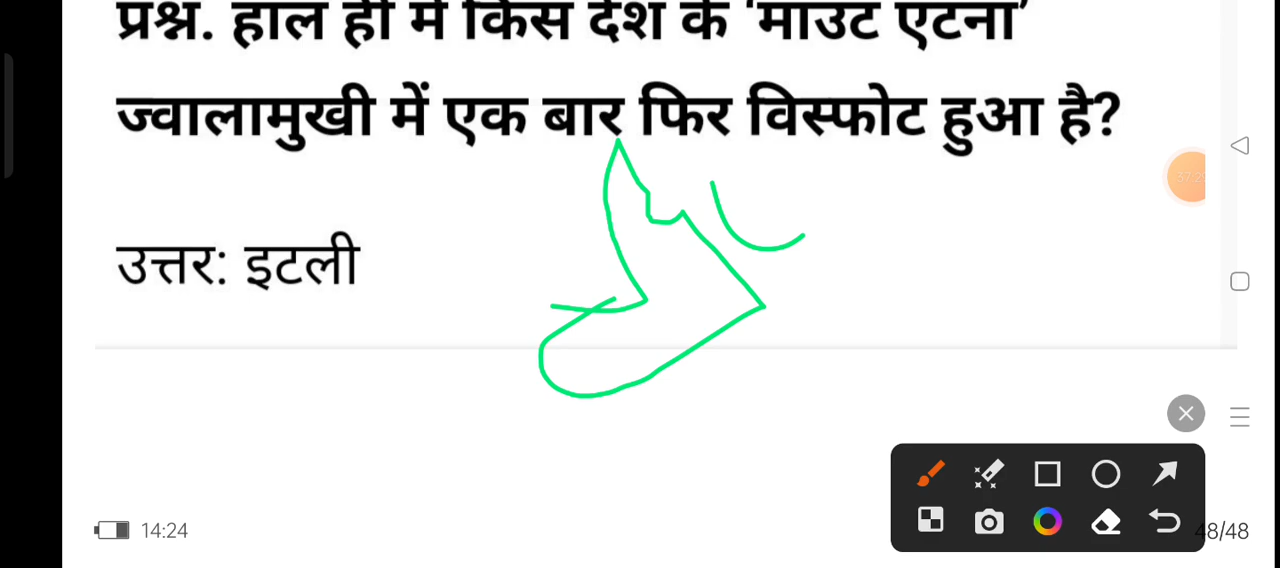 प्रश्न. हाल ही में किस देश के 'माउंट एटना'
ज्वालामुखी में एक बार फिर विस्फोट हुआ है?
उत्तर: इटली
14:24
48/48